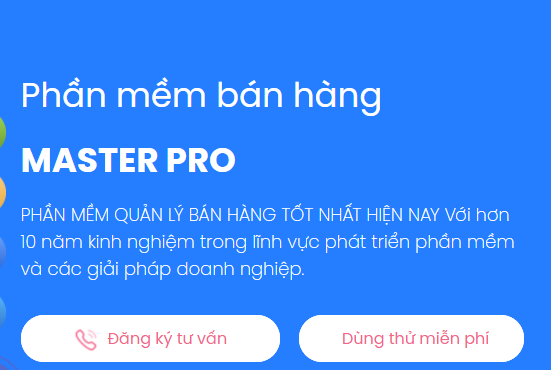 Phần mềm bán hàng
MASTER PRO
PHẦN MỀM QUẢN LÝ BÁN HÀNG TỐT NHẤT HIỆN NAY Với hơn
10 năm kinh nghiệm trong lĩnh vực phát triển phần mềm
và các giải pháp doanh nghiệp.
Đăng ký tư vấn
Dùng thử miễn phí